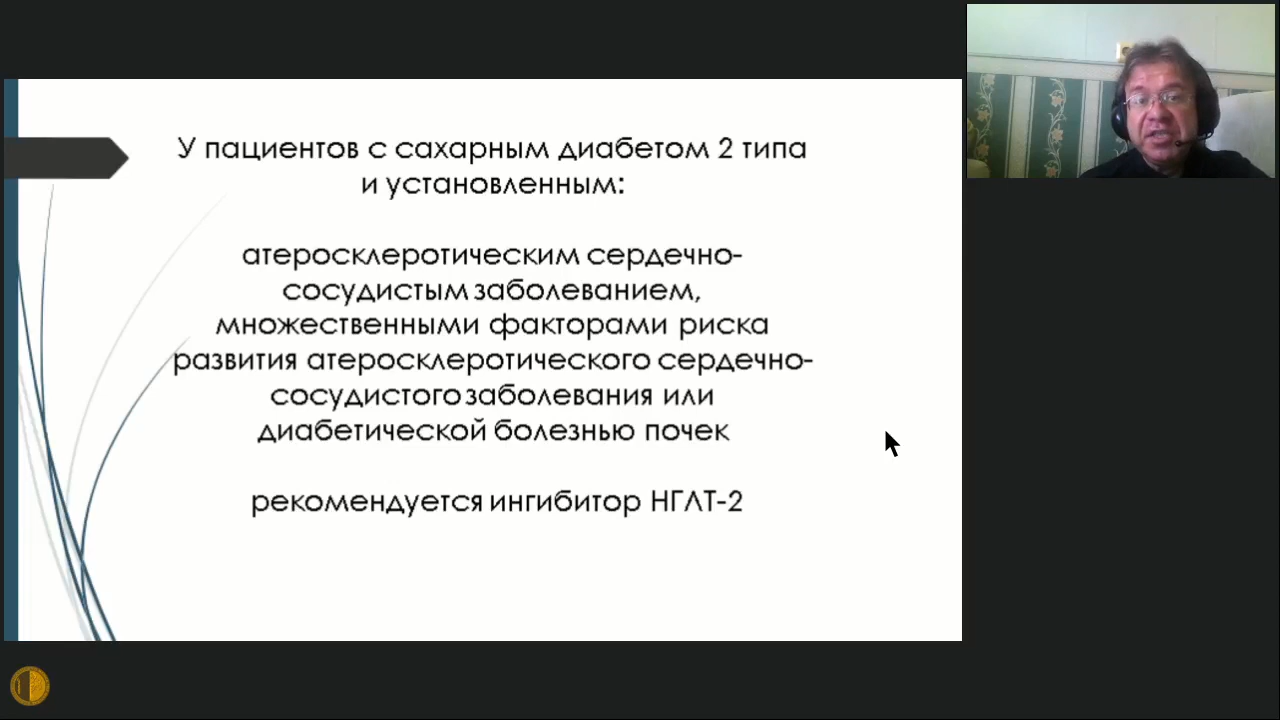 У пациентов с сахарным диабетом 2 типа
и установленным:
атеросклеротическим сердечно-
сосудистым заболеванием,
множественными факторами риска
развития атеросклеротического сердечно-
сосудистого заболевания или
диабетической болезнью почек
рекомендуется ингибитор НГЛТ-2